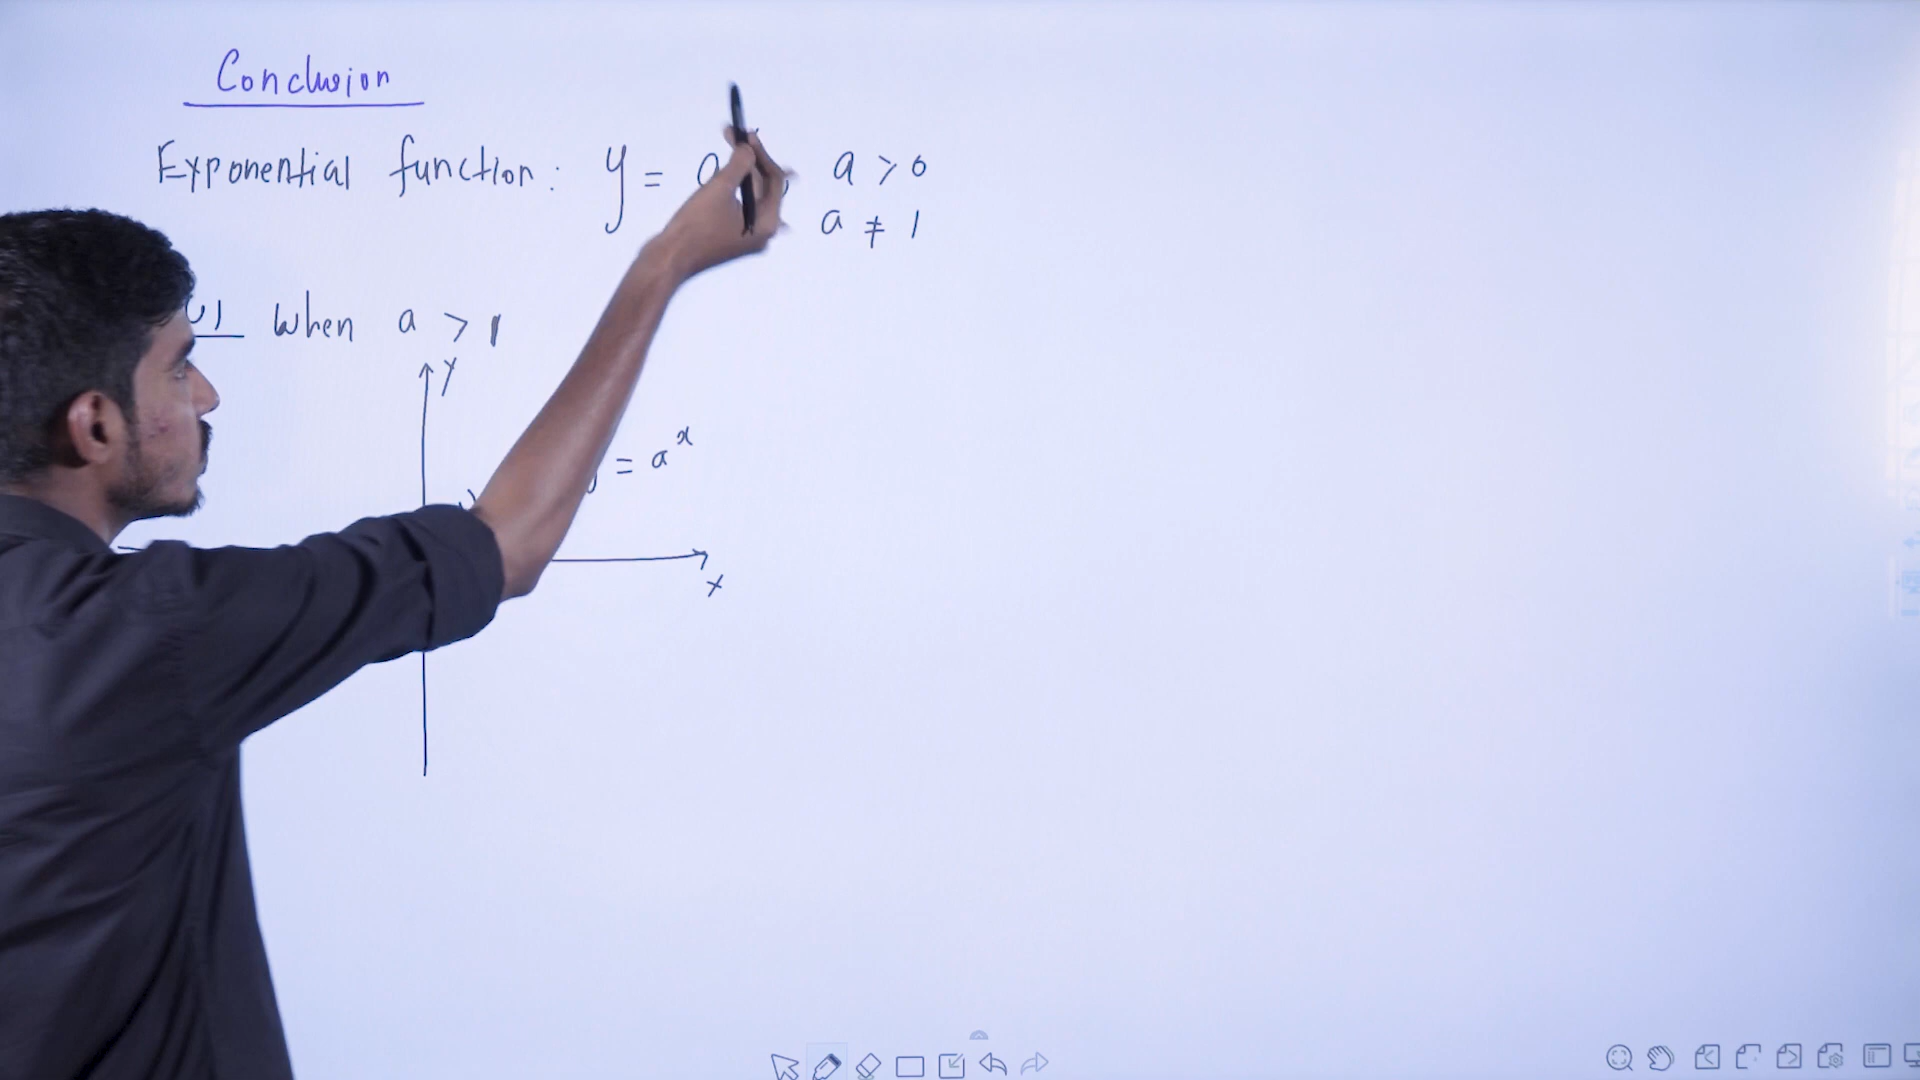 Conclusion
Exponential function: y = a , a > 0
a ≠ 1
when a > 1
y
= a^x
x